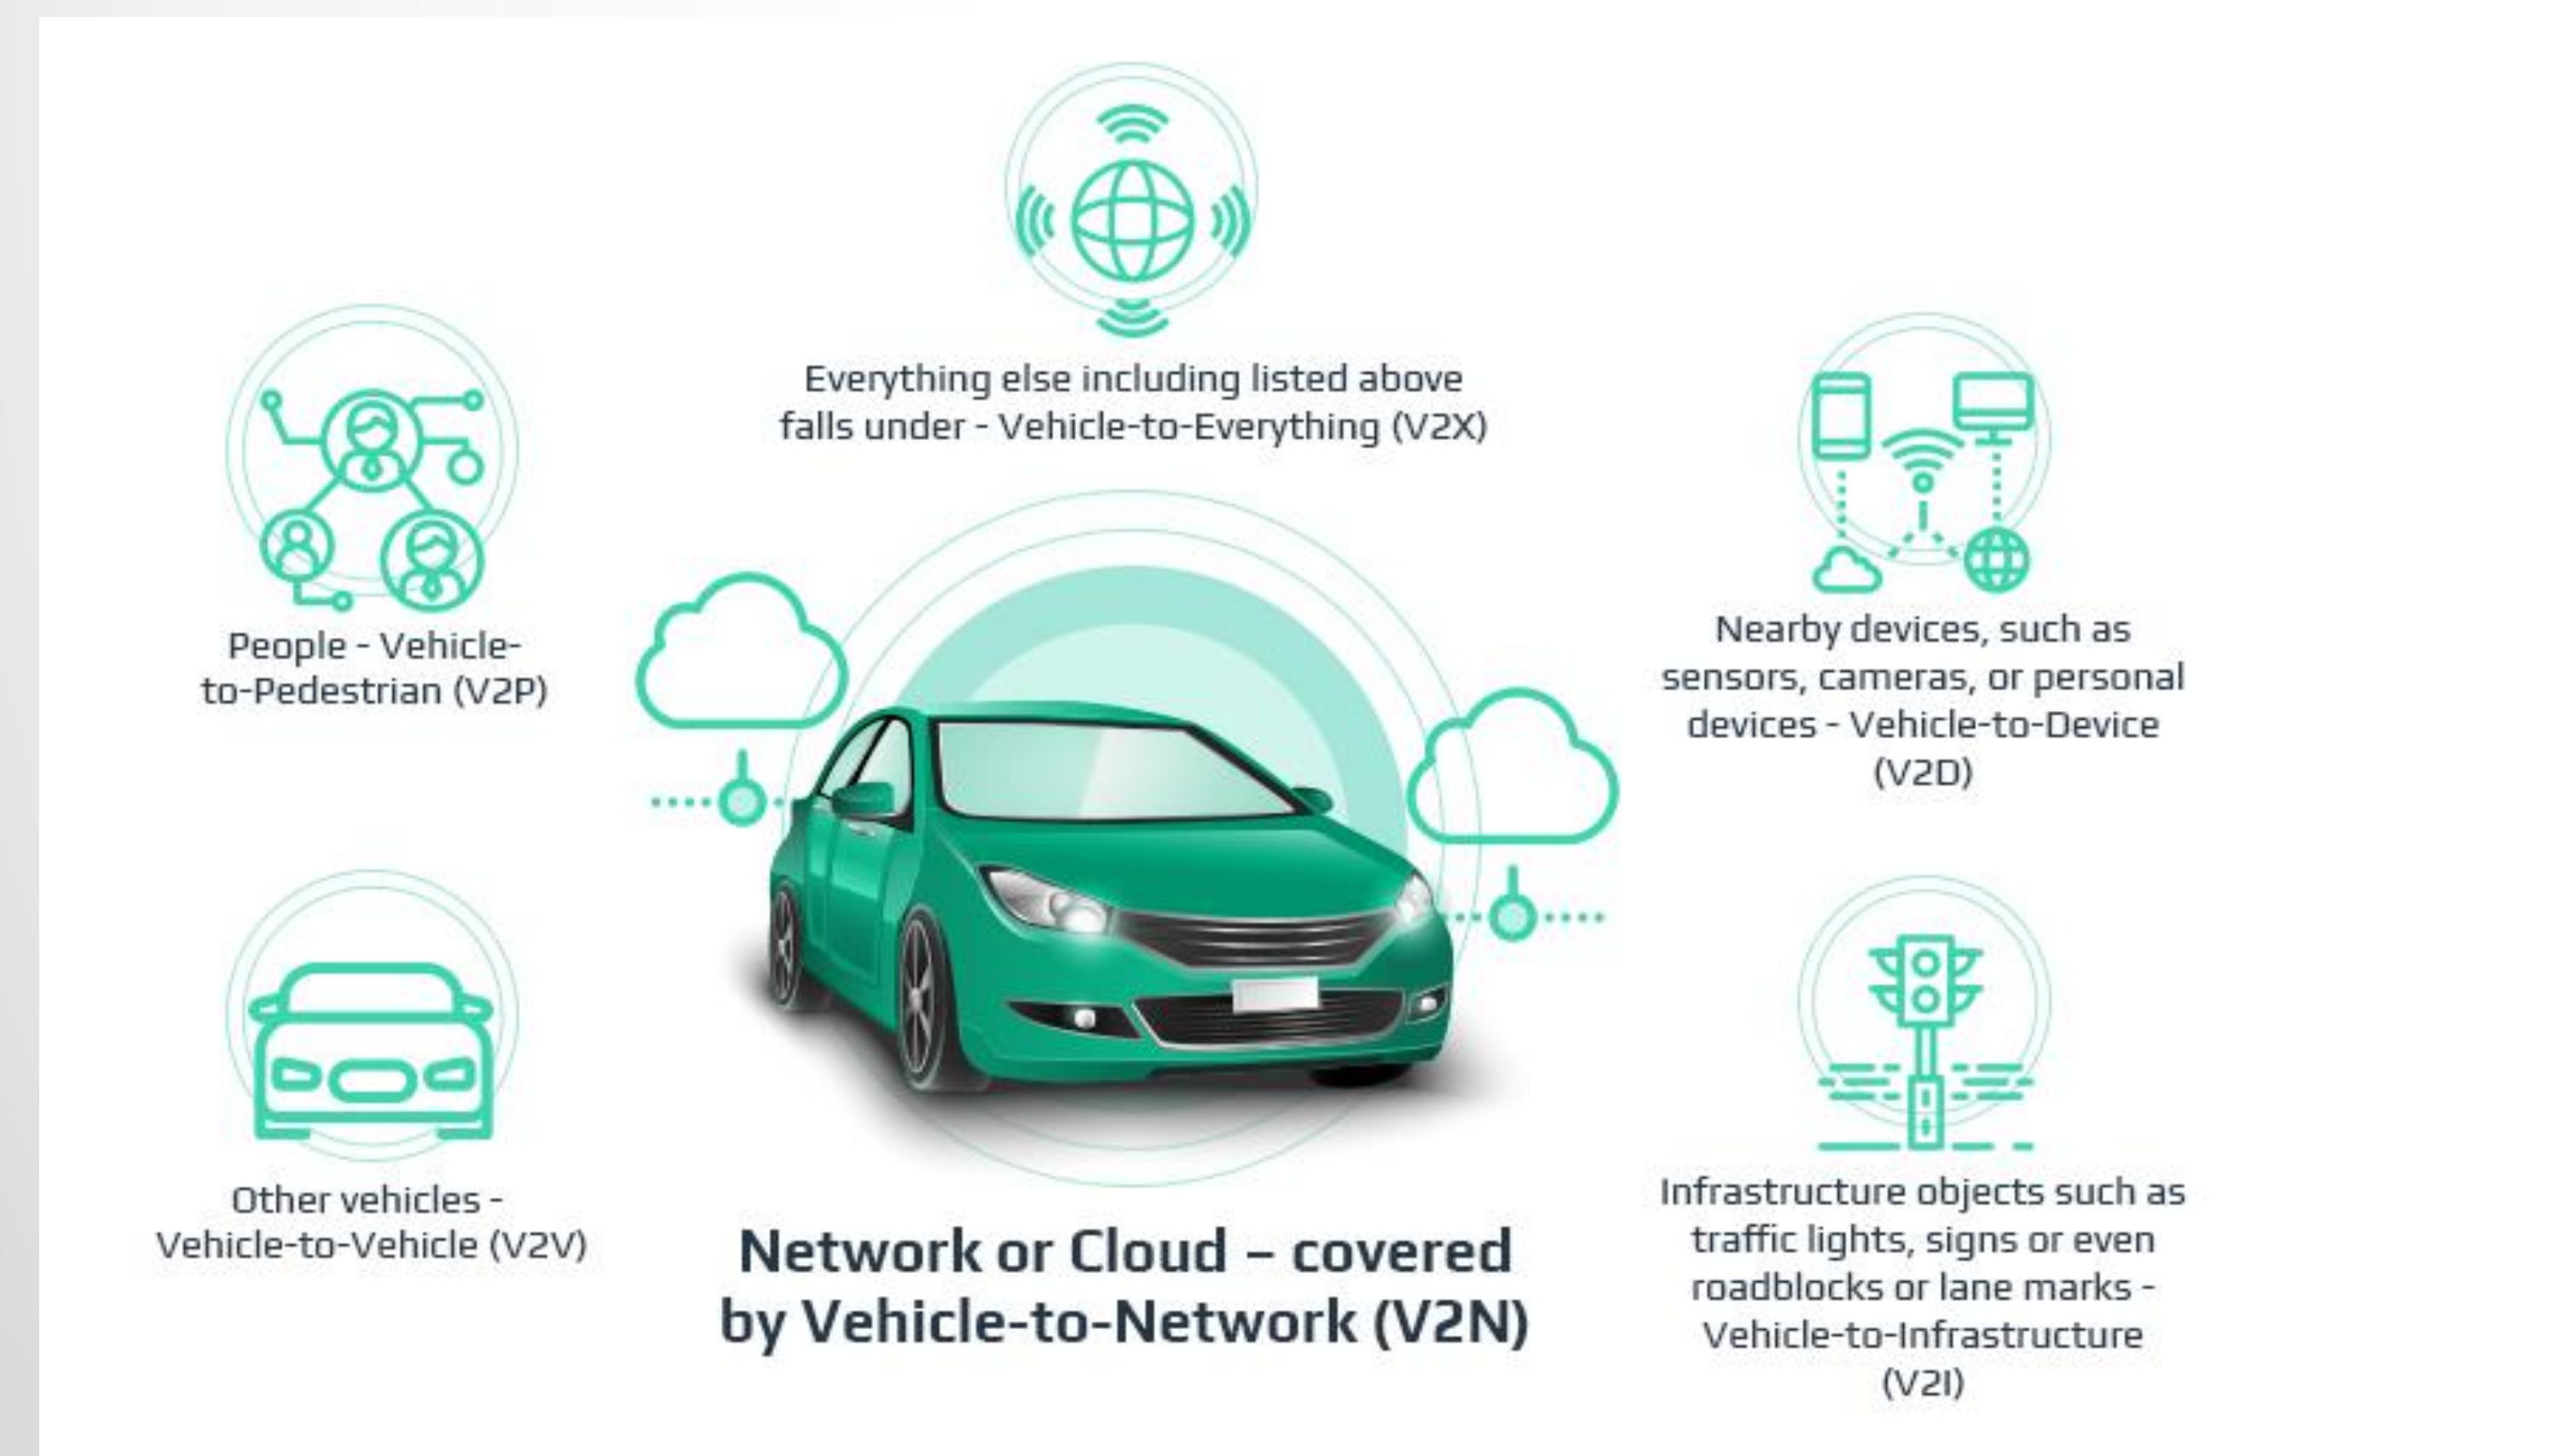 Everything else including listed above
falls under - Vehicle-to-Everything (V2X)
People - Vehicle-
to-Pedestrian (V2P)
Nearby devices, such as
sensors, cameras, or personal
devices - Vehicle-to-Device
(V2D)
Other vehicles -
Vehicle-to-Vehicle (V2V)
Network or Cloud – covered
by Vehicle-to-Network (V2N)
Infrastructure objects such as
traffic lights, signs or even
roadblocks or lane marks -
Vehicle-to-Infrastructure
(V2I)